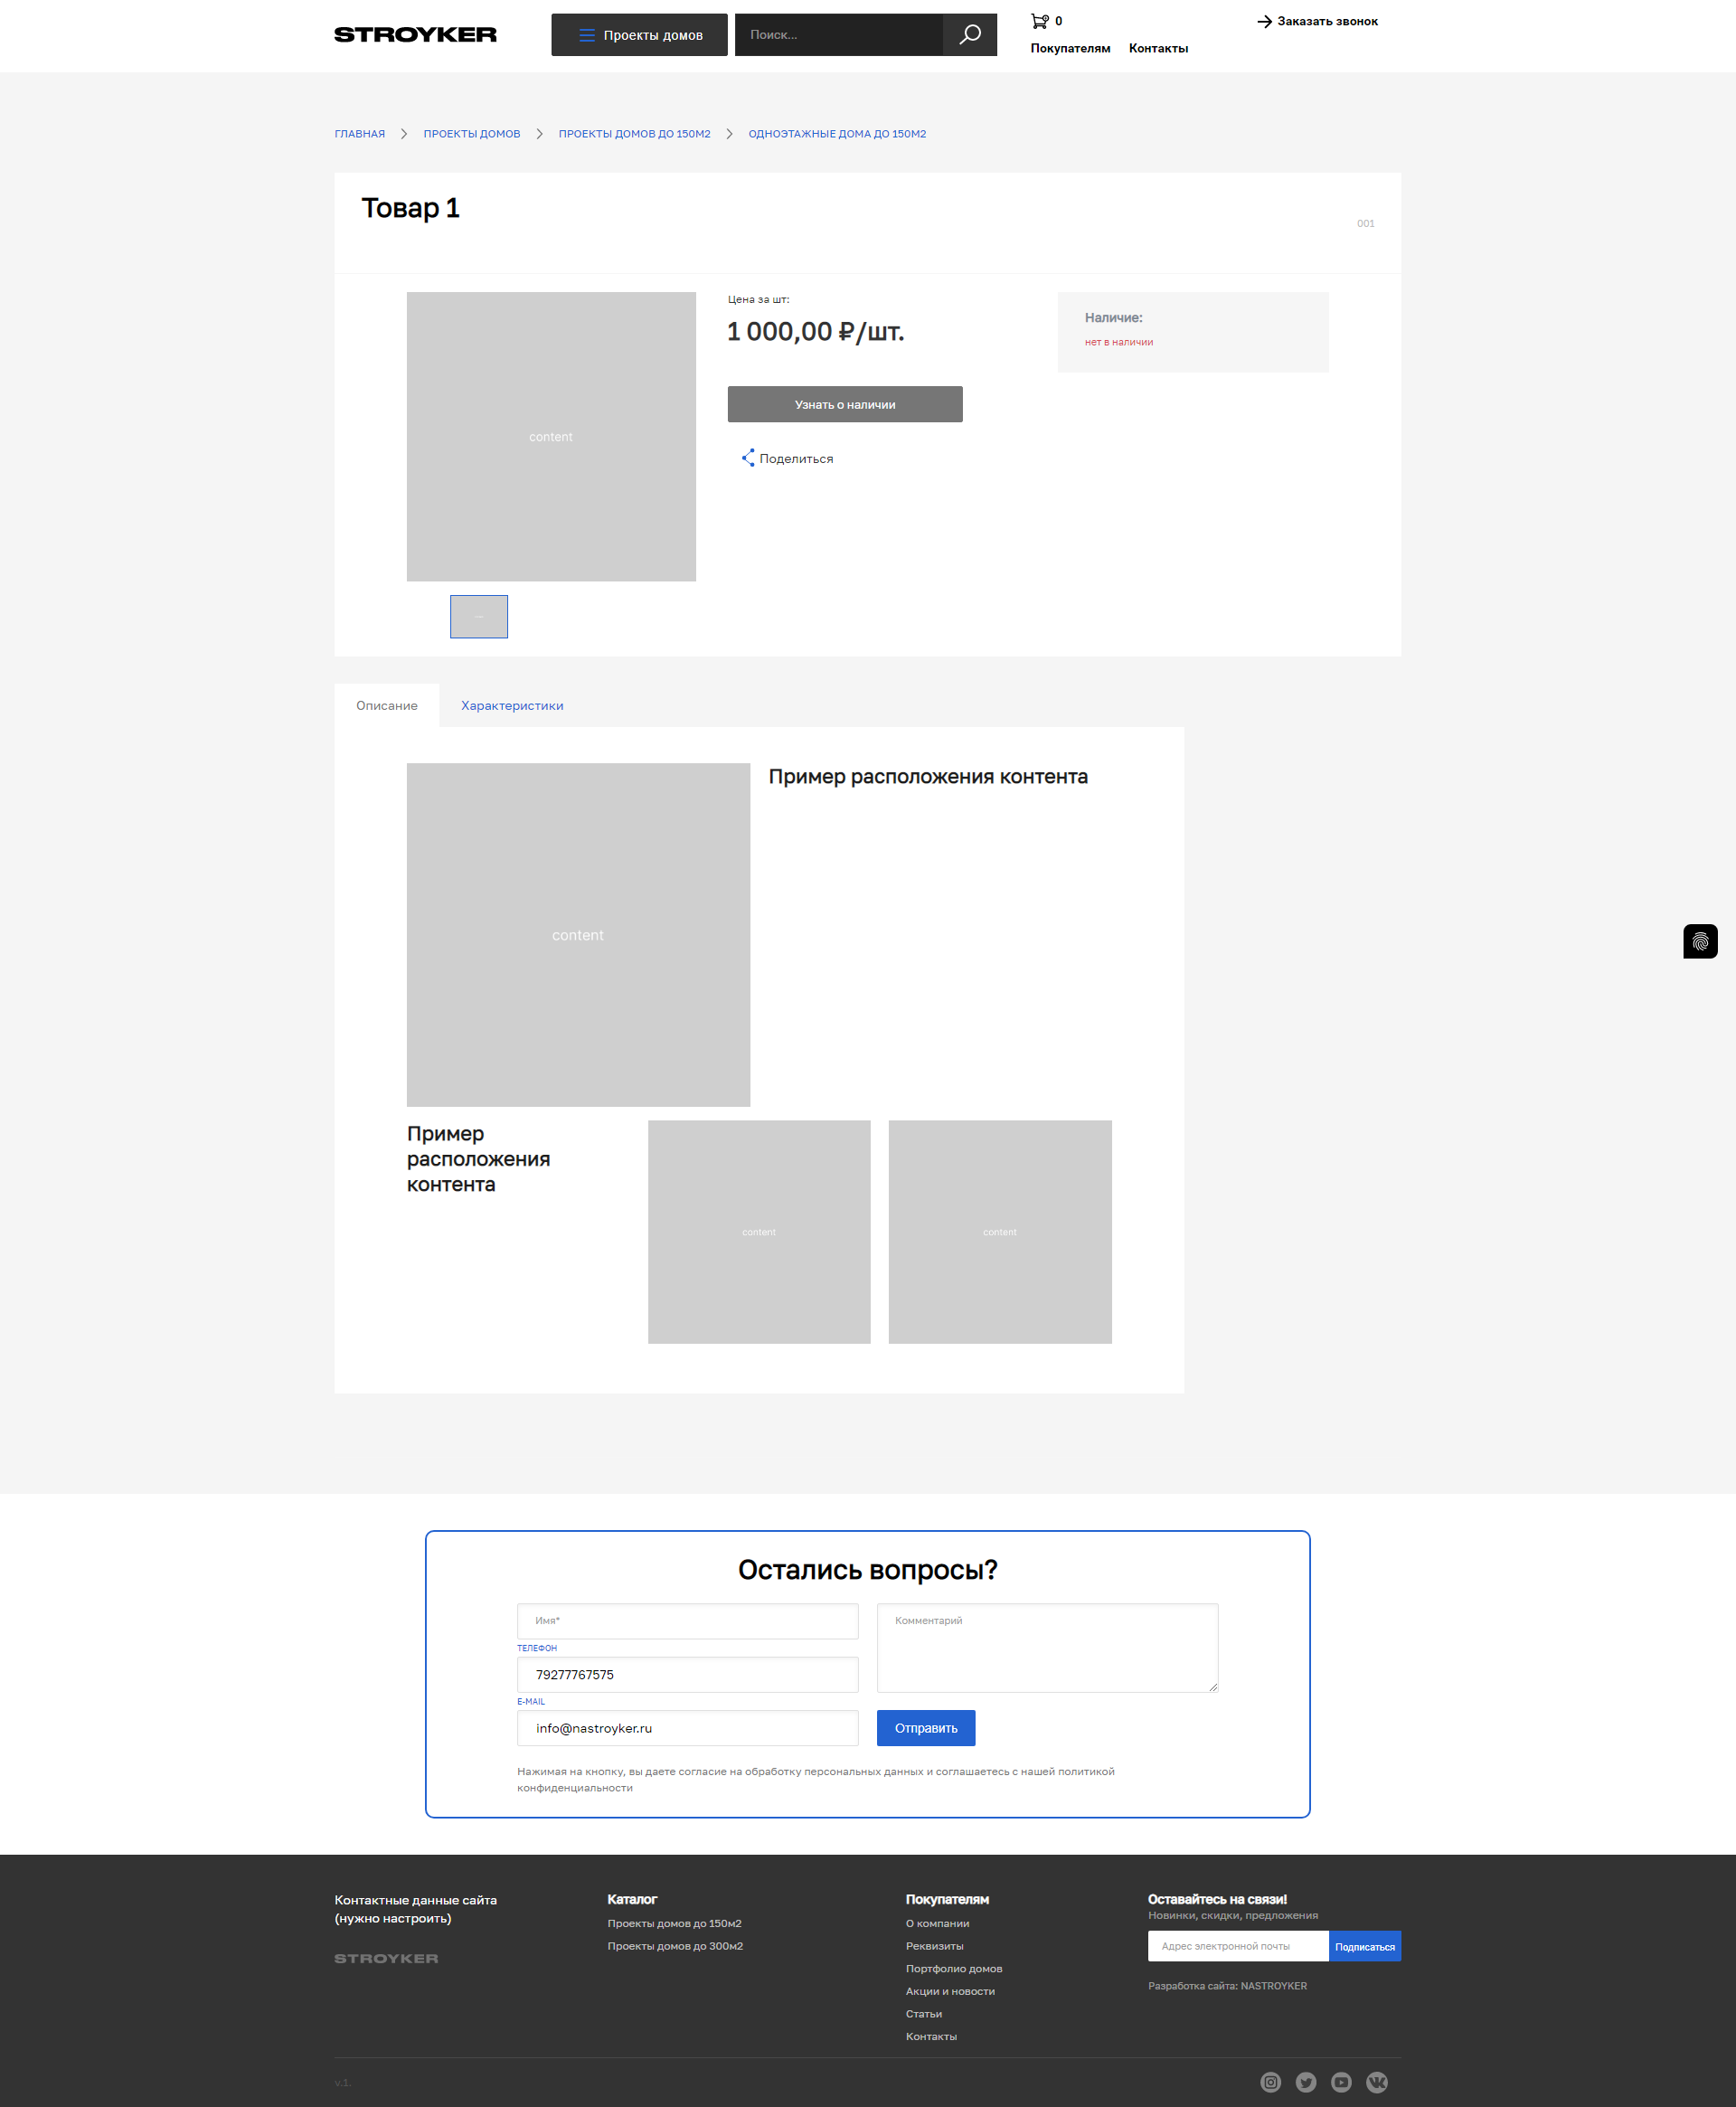 STROYKER
Проекты домов
Поиск...
0
Заказать звонок
Покупателям Контакты
ГЛАВНАЯ
ПРОЕКТЫ ДОМОВ
ПРОЕКТЫ ДОМОВ ДО 150М2
ОДНОЭТАЖНЫЕ ДОМА ДО 150М2
Товар 1
001
content
Цена за шт:
1 000,00 ₽/шт.
Узнать о наличии
Поделиться
Наличие:
нет в наличии
Описание
Характеристики
content
Пример расположения контента
Пример
расположения
контента
content
content
Остались вопросы?
Имя*
ТЕЛЕФОН
79277767575
E-MAIL
info@nastroyker.ru
Комментарий
Отправить
Нажимая на кнопку, вы даете согласие на обработку персональных данных и соглашаетесь с нашей политикой
конфиденциальности
Контактные данные сайта
(нужно настроить)
STROYKER
Каталог
Проекты домов до 150м2
Проекты домов до 300м2
Покупателям
О компании
Реквизиты
Портфолио домов
Акции и новости
Статьи
Контакты
Оставайтесь на связи!
Новинки, скидки, предложения
Адрес электронной почты
Подписаться
Разработка сайта: NASTROYKER
v.1.